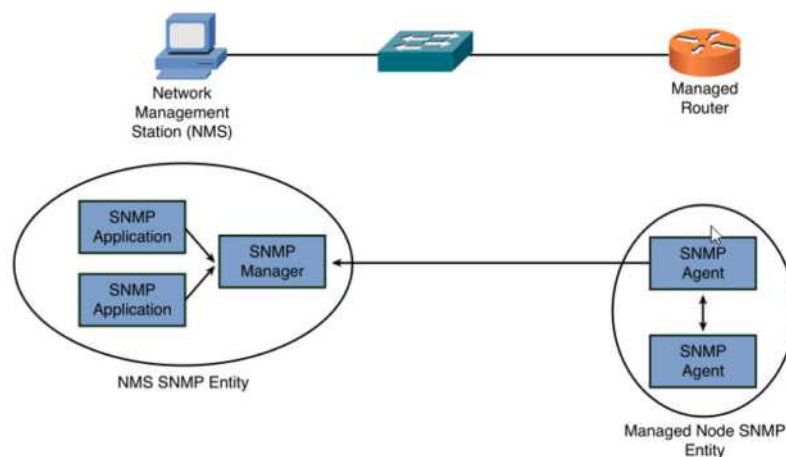 Network
Management
Station (NMS)
Managed
Router
SNMP
Application
SNMP
Application
SNMP
Manager
NMS SNMP Entity
SNMP
Agent
SNMP
Agent
Managed Node SNMP
Entity